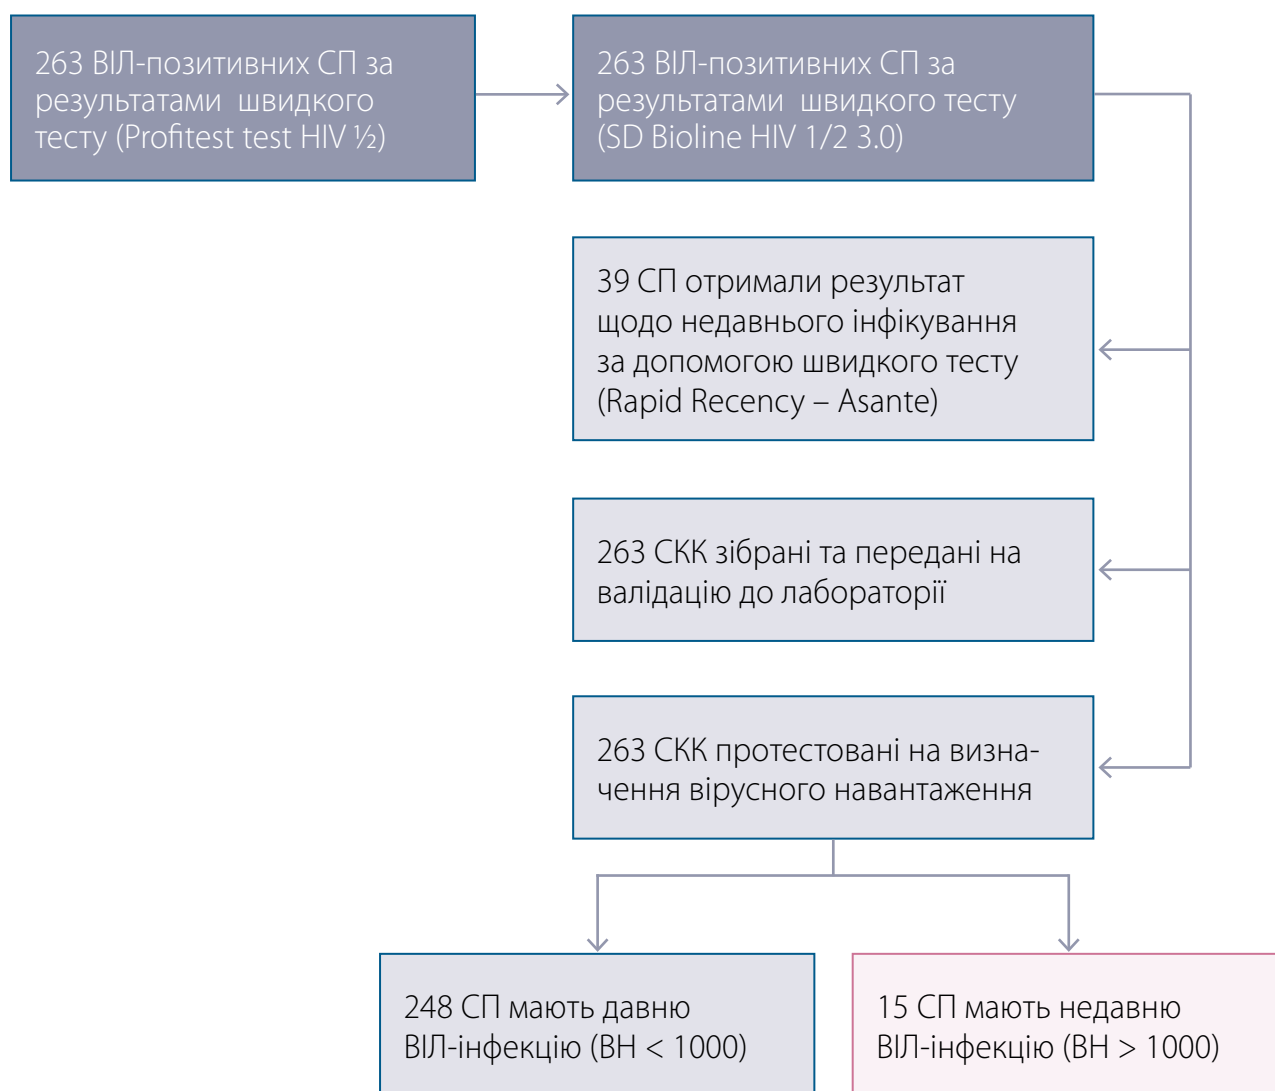 263 ВІЛ-позитивних СП за
результатами швидкого
тесту (Profitest test HIV ½)
263 ВІЛ-позитивних СП за
результатами швидкого тесту
(SD Bioline HIV 1/2 3.0)
39 СП отримали результат
щодо недавнього інфікування
за допомогою швидкого тесту
(Rapid Recency – Asante)
263 СКК зібрані та передані на
валідацію до лабораторії
263 СКК протестовані на визна-
чення вірусного навантаження
248 СП мають давню
ВІЛ-інфекцію (ВН < 1000)
15 СП мають недавню
ВІЛ-інфекцію (ВН > 1000)